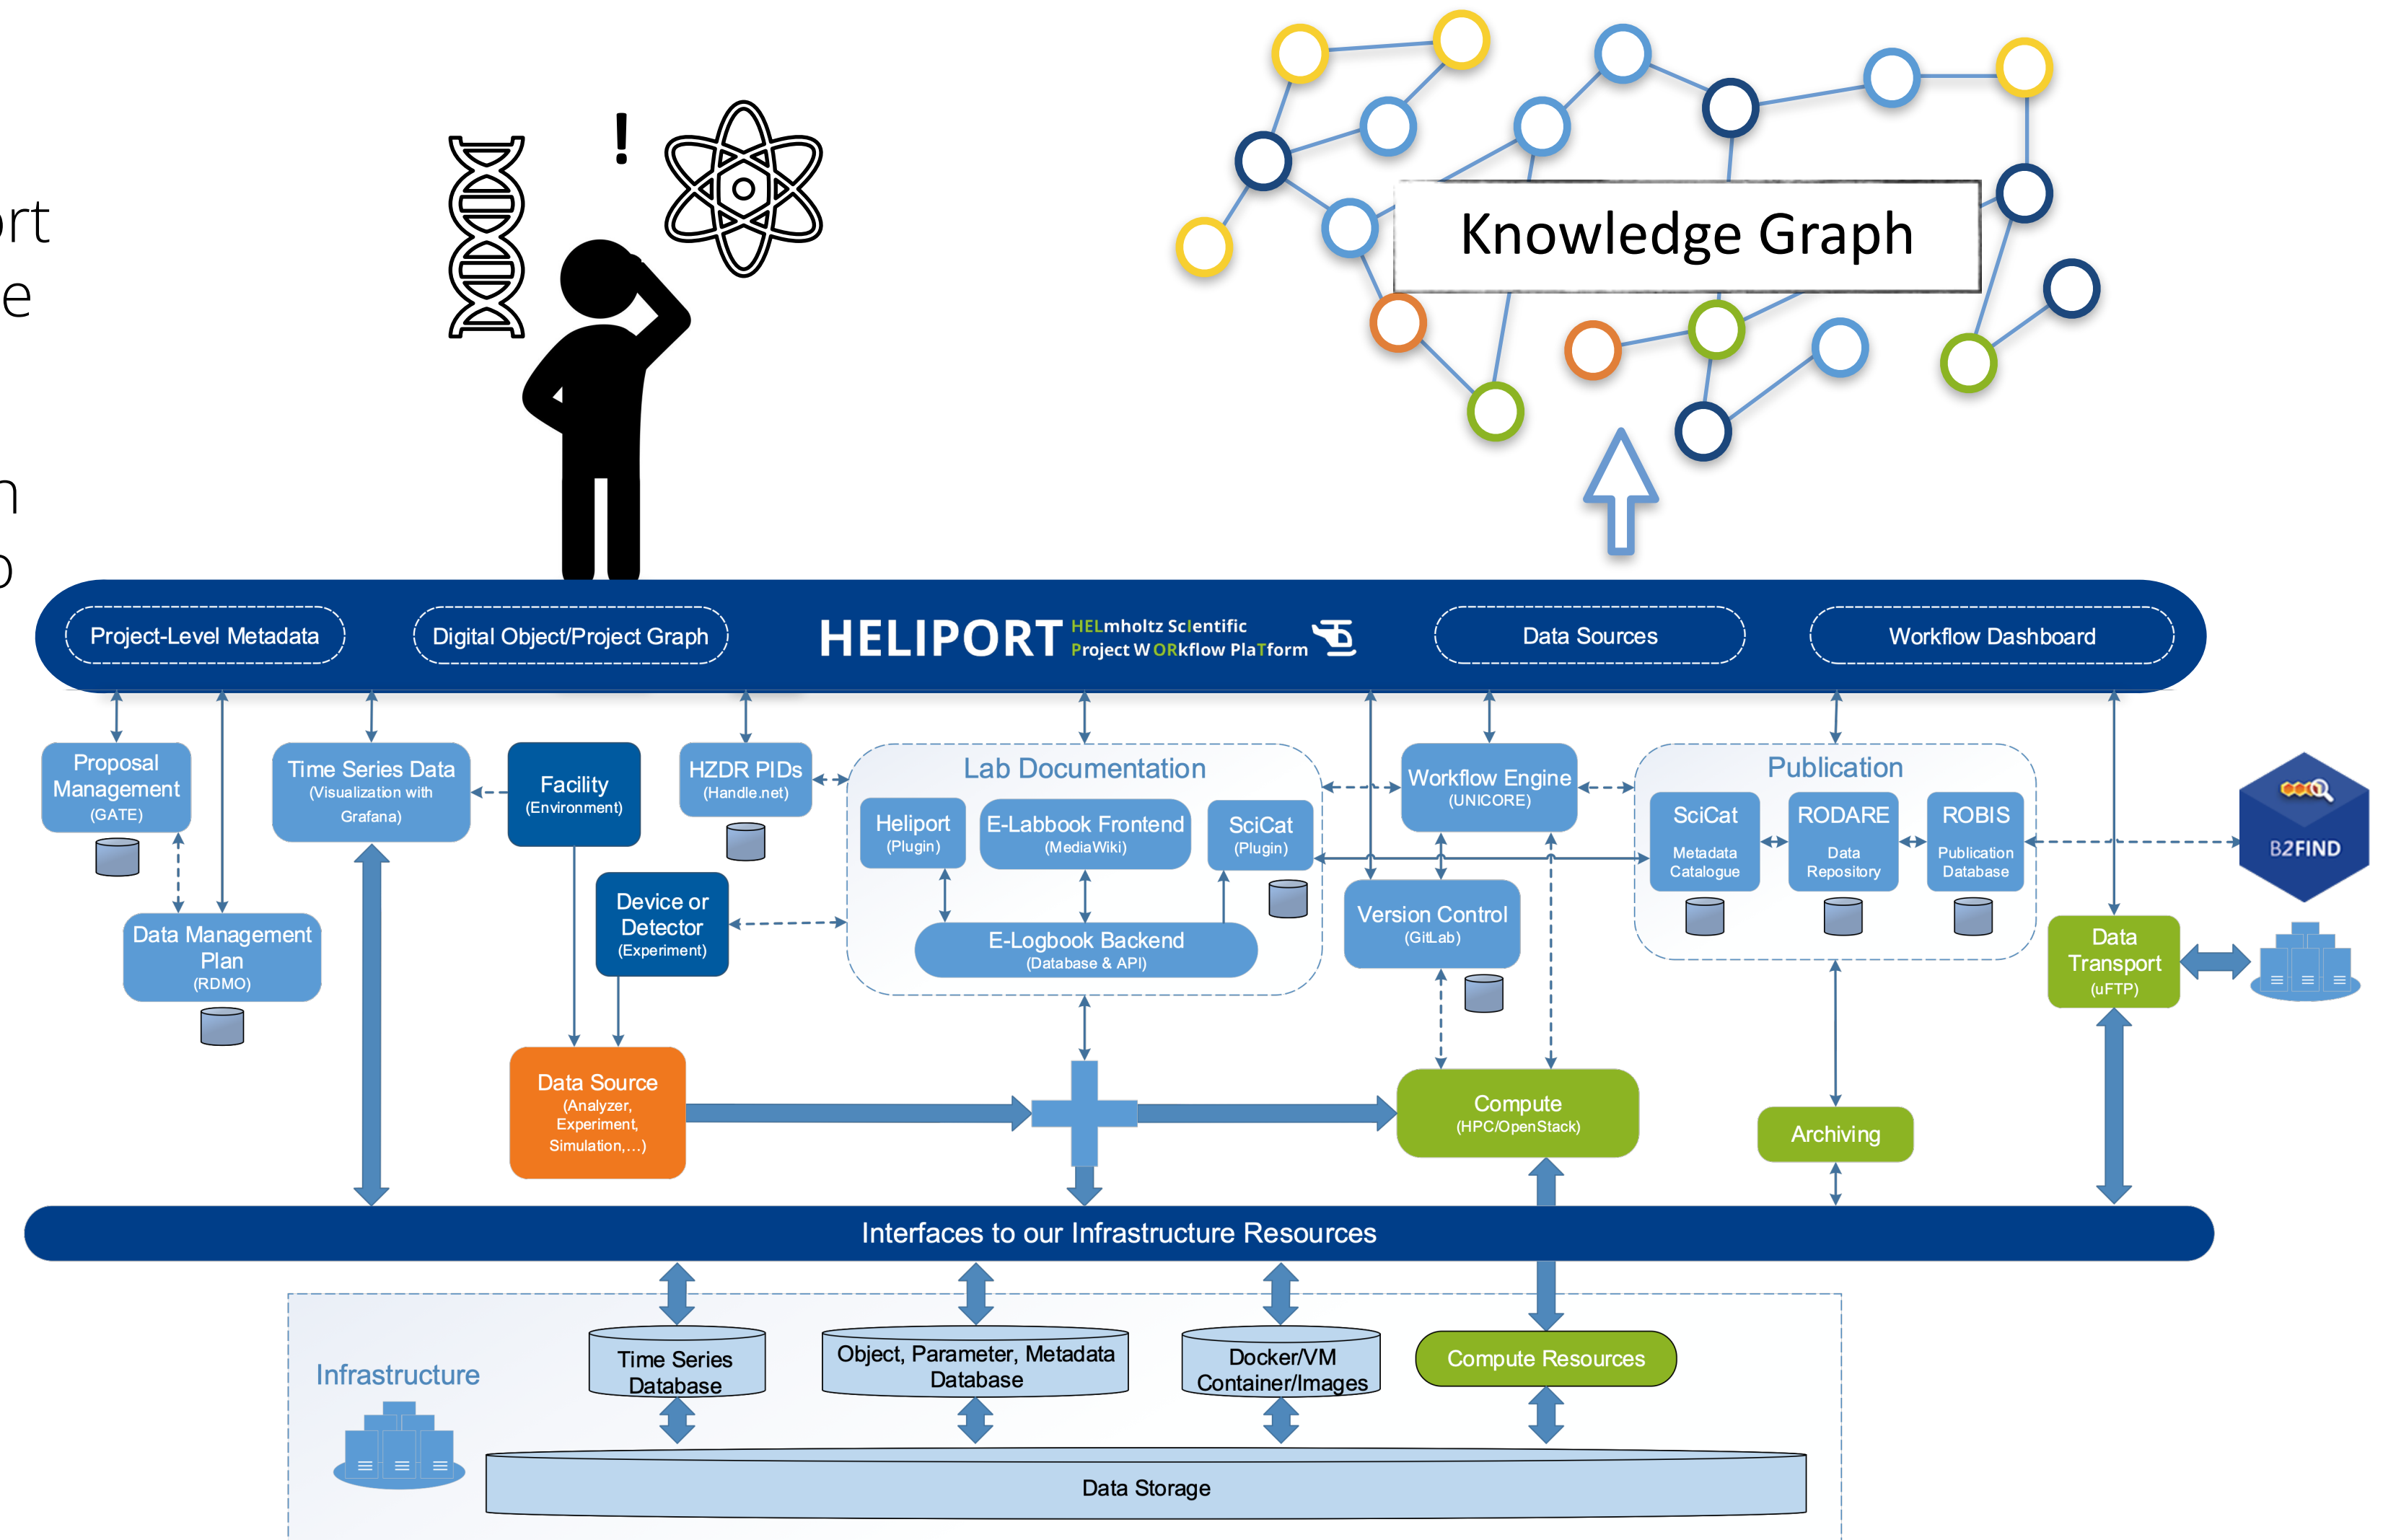 ort
e
n
o
!
Knowledge Graph
Project-Level Metadata
Digital Object/Project Graph
HELIPORT
HELmholtz ScIentific
Project WORkflow PlaTform
Data Sources
Workflow Dashboard
Proposal
Management
(GATE)
Time Series Data
(Visualization with
Grafana)
Facility
(Environment)
HZDR PIDs
(Handle.net)
Lab Documentation
Heliport
(Plugin)
E-Labbook Frontend
(MediaWiki)
SciCat
(Plugin)
E-Logbook Backend
(Database & API)
Workflow Engine
(UNICORE)
Publication
SciCat
Metadata
Catalogue
RODARE
Data
Repository
ROBIS
Publication
Database
B2FIND
Data Management
Plan
(RDMO)
Device or
Detector
(Experiment)
Version Control
(GitLab)
Data
Transport
(uFTP)
Data Source
(Analyzer,
Experiment,
Simulation,...)
Compute
(HPC/OpenStack)
Archiving
Interfaces to our Infrastructure Resources
Infrastructure
Time Series
Database
Object, Parameter, Metadata
Database
Docker/VM
Container/Images
Compute Resources
Data Storage